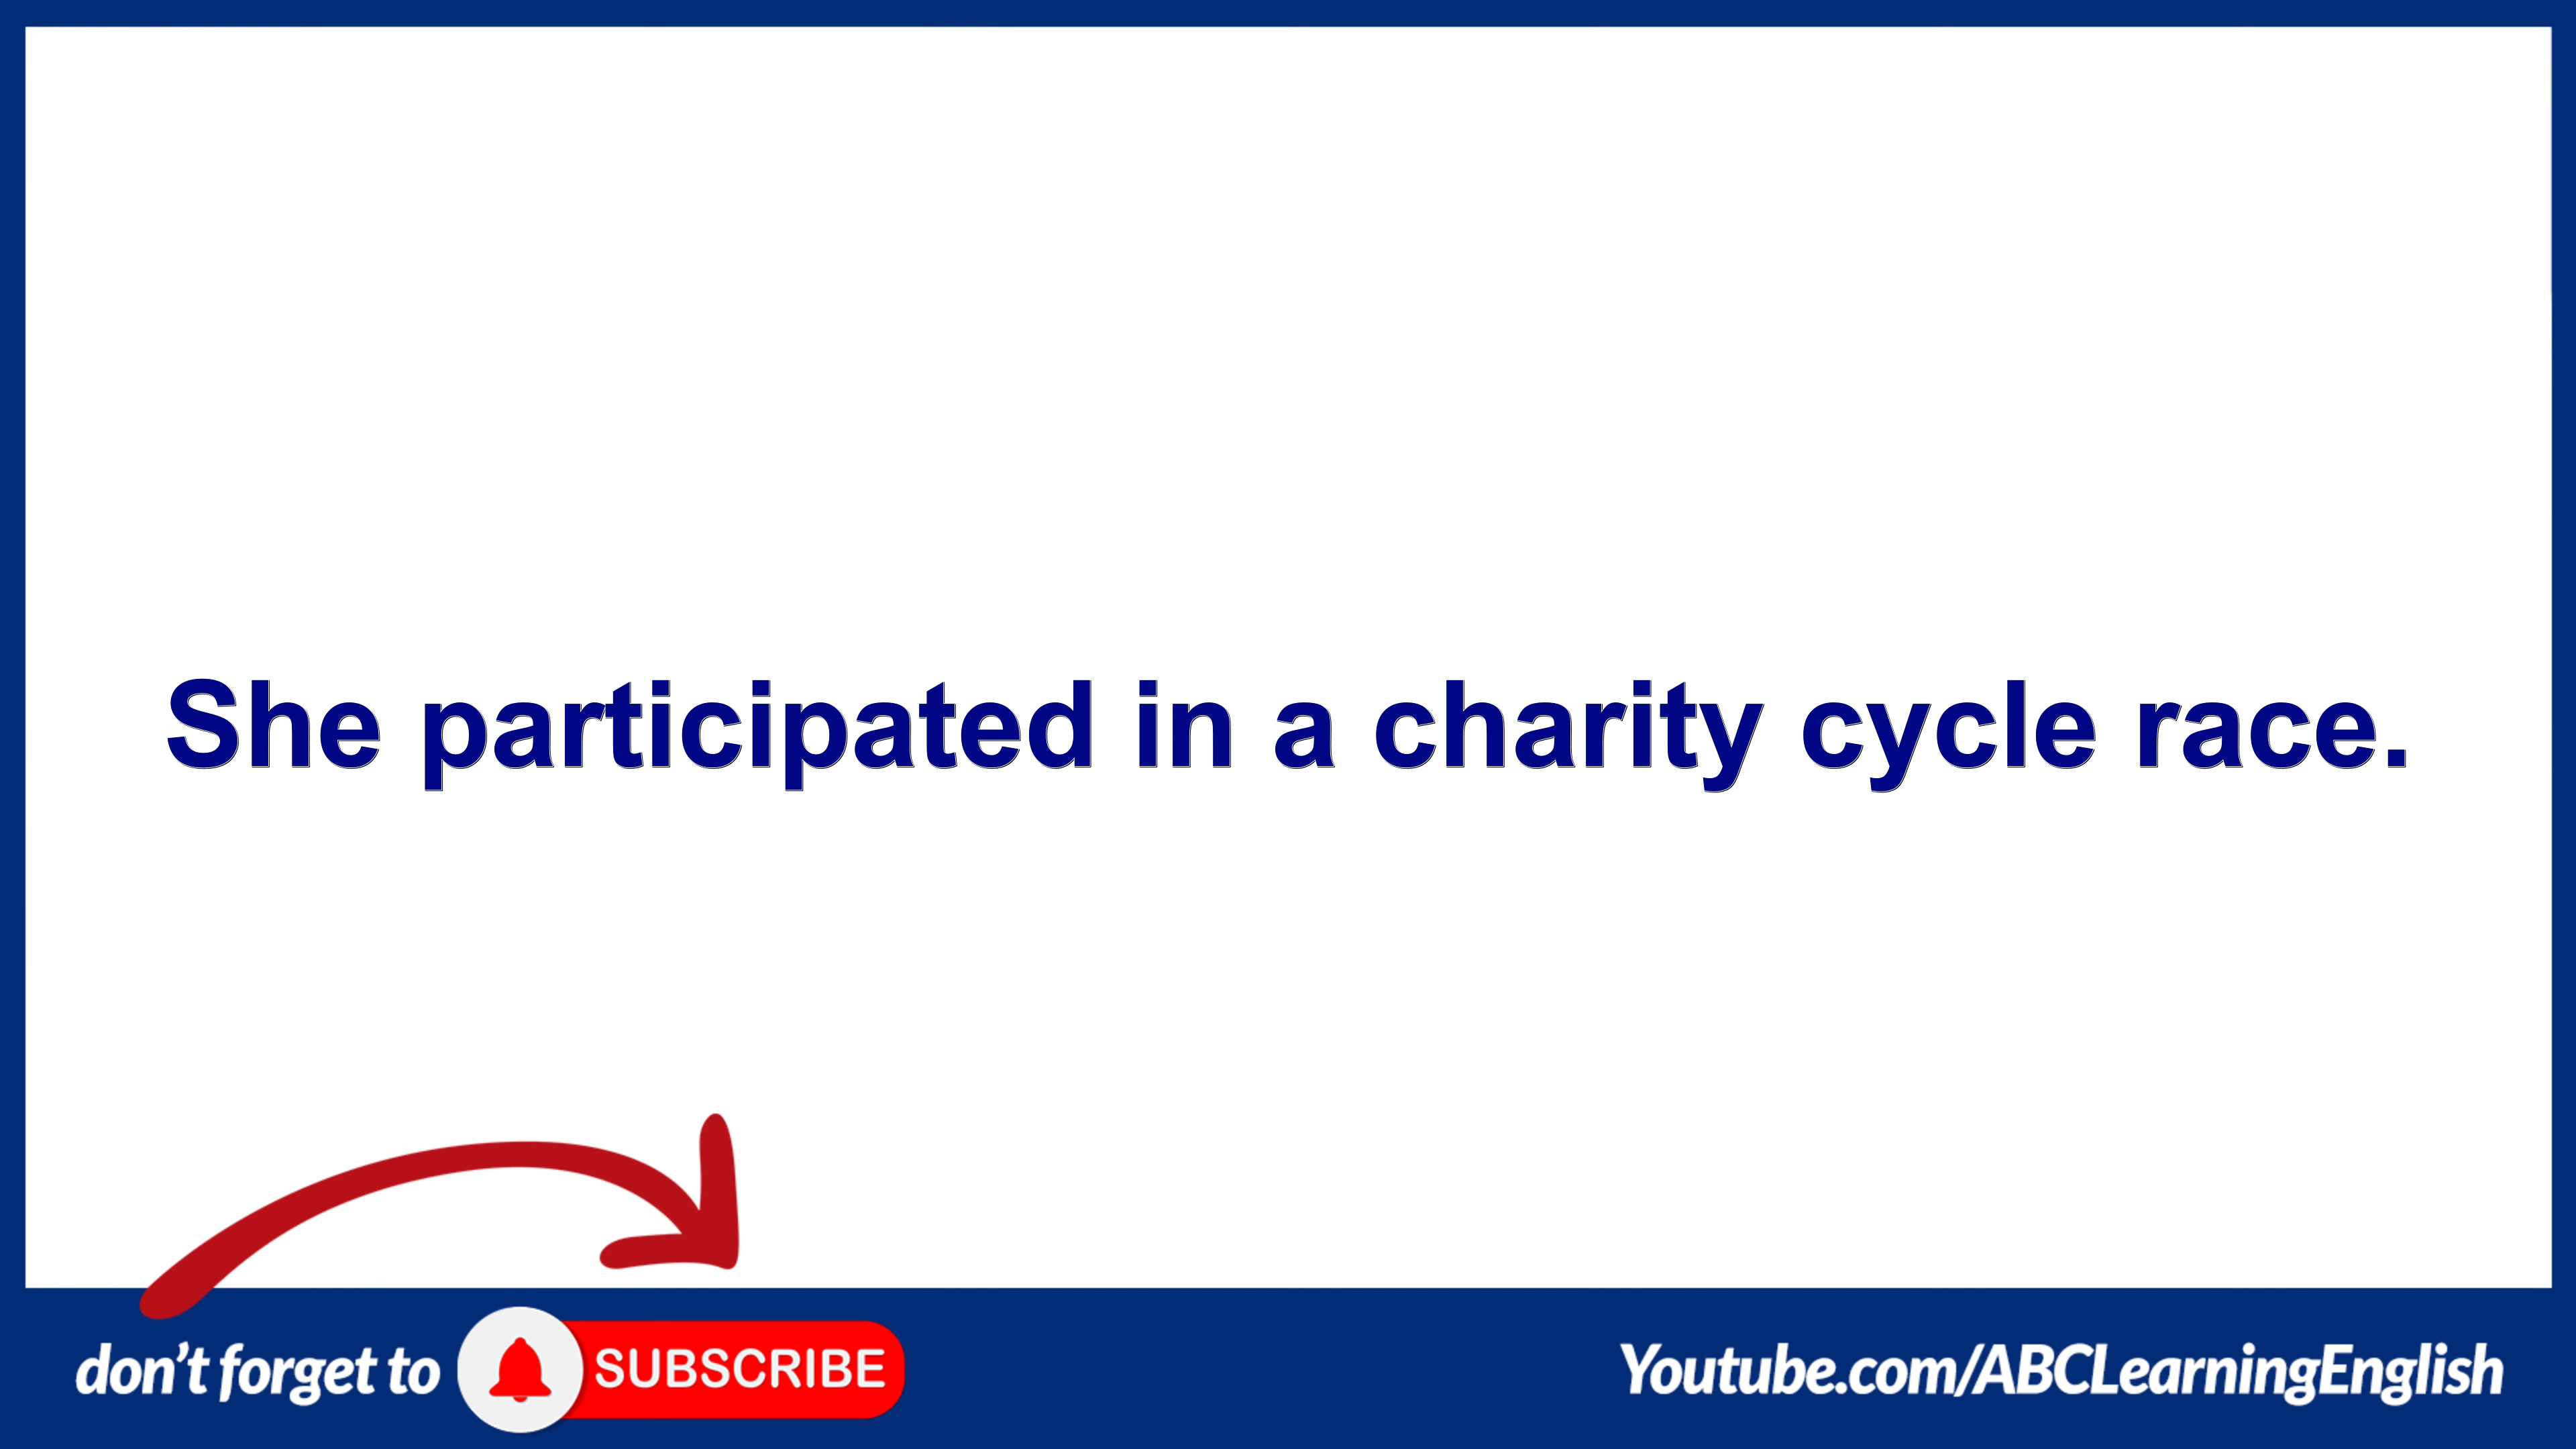 She participated in a charity cycle race.
don't forget to SUBSCRIBE
Youtube.com/ABCLearningEnglish